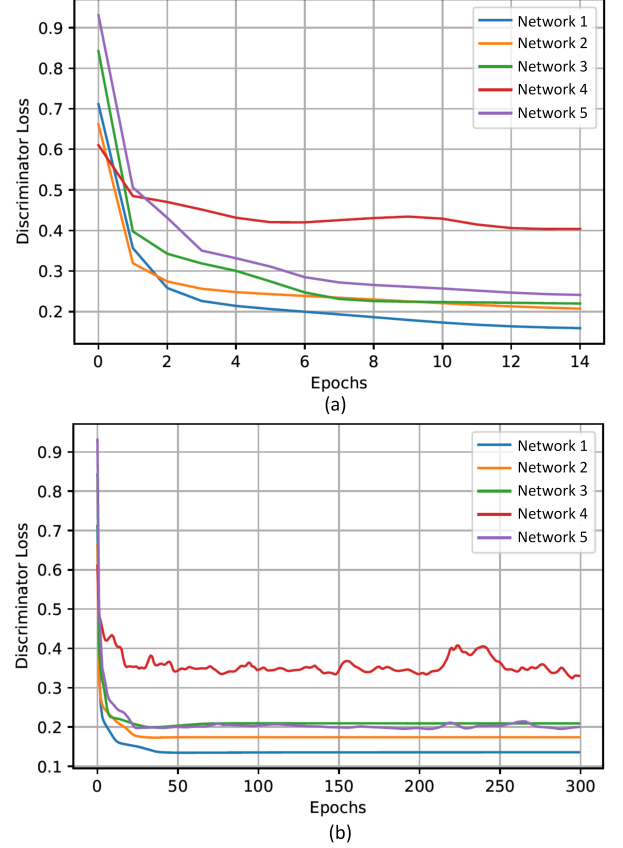 0.9
0.8
0.7
0.6
0.5
0.4
0.3
0.2
Discriminator Loss
Network 1
Network 2
Network 3
Network 4
Network 5
0 2 4 6 8 10 12 14
Epochs
(a)
0.9
0.8
0.7
0.6
0.5
0.4
0.3
0.2
0.1
Discriminator Loss
Network 1
Network 2
Network 3
Network 4
Network 5
0 50 100 150 200 250 300
Epochs
(b)